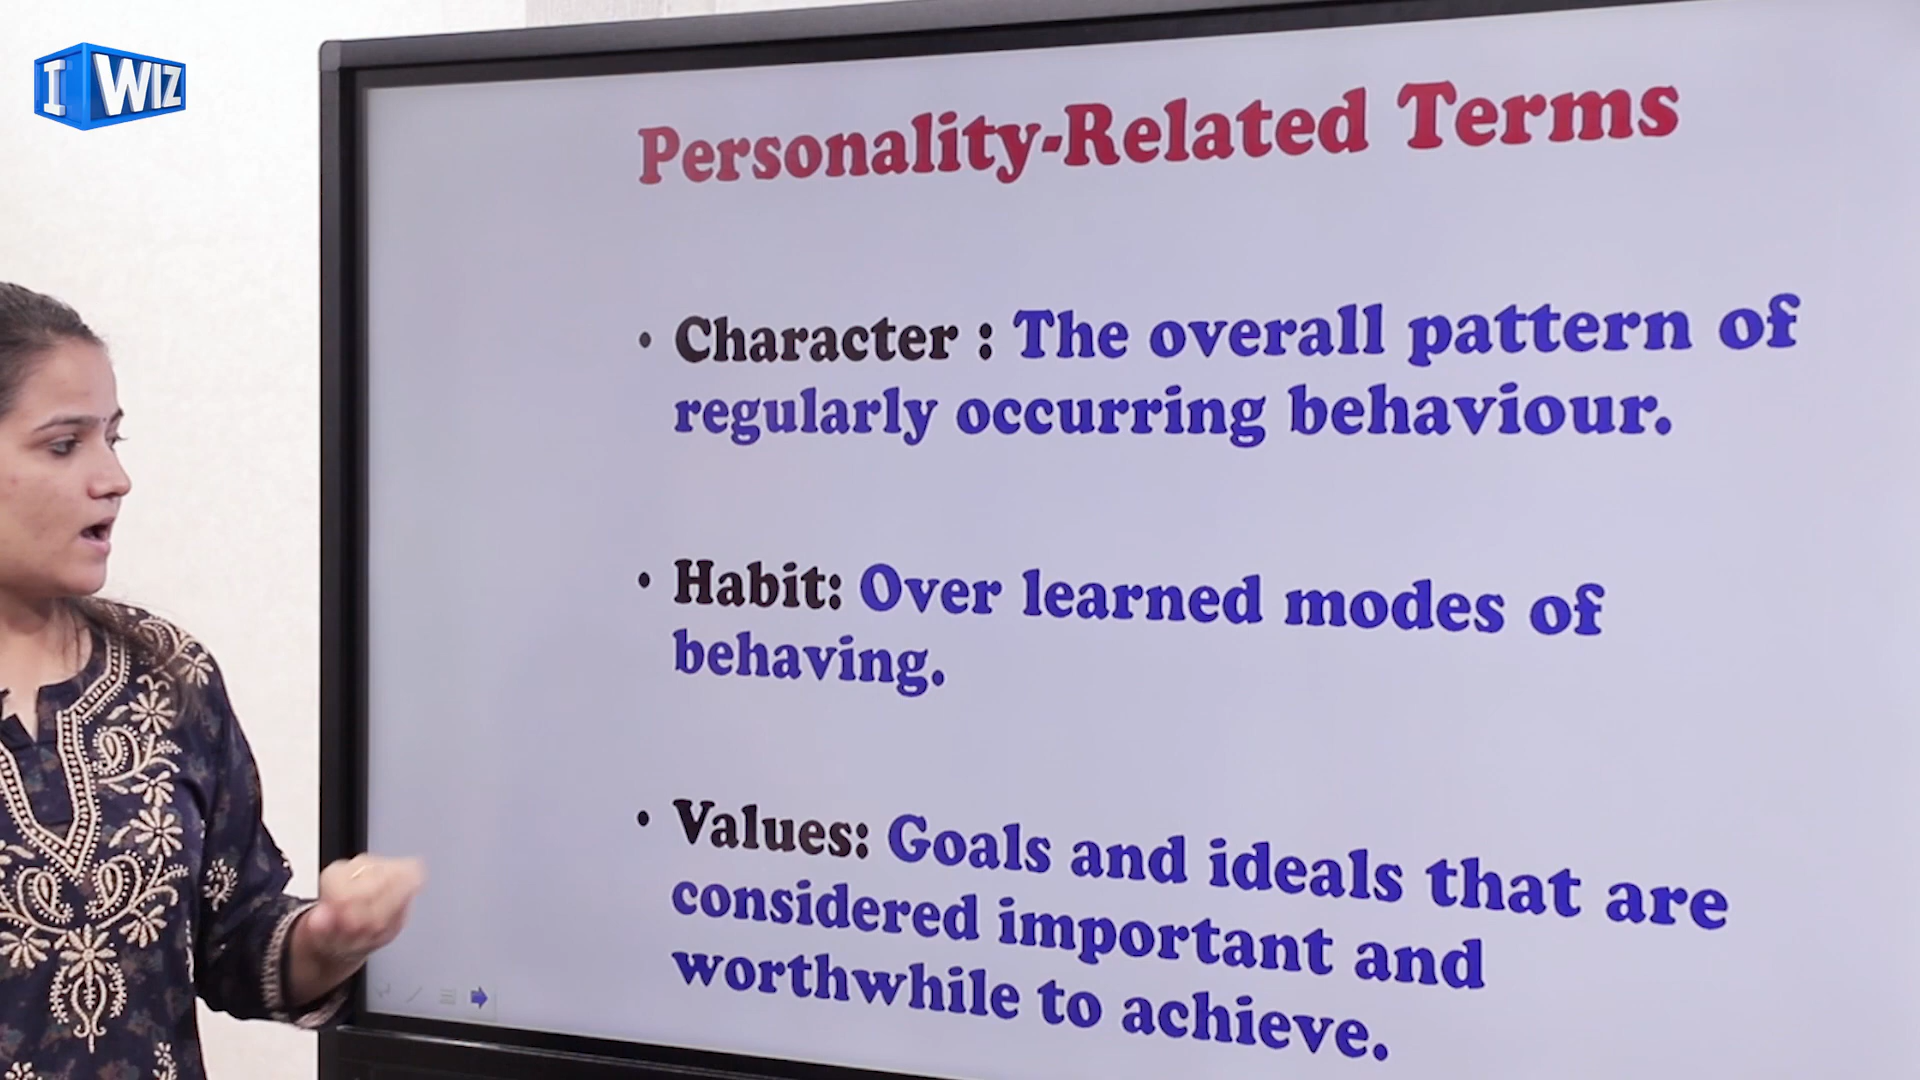 I WIZ
Personality-Related Terms
• Character : The overall pattern of
regularly occurring behaviour.
• Habit: Over learned modes of
behaving.
• Values: Goals and ideals that are
considered important and
worthwhile to achieve.